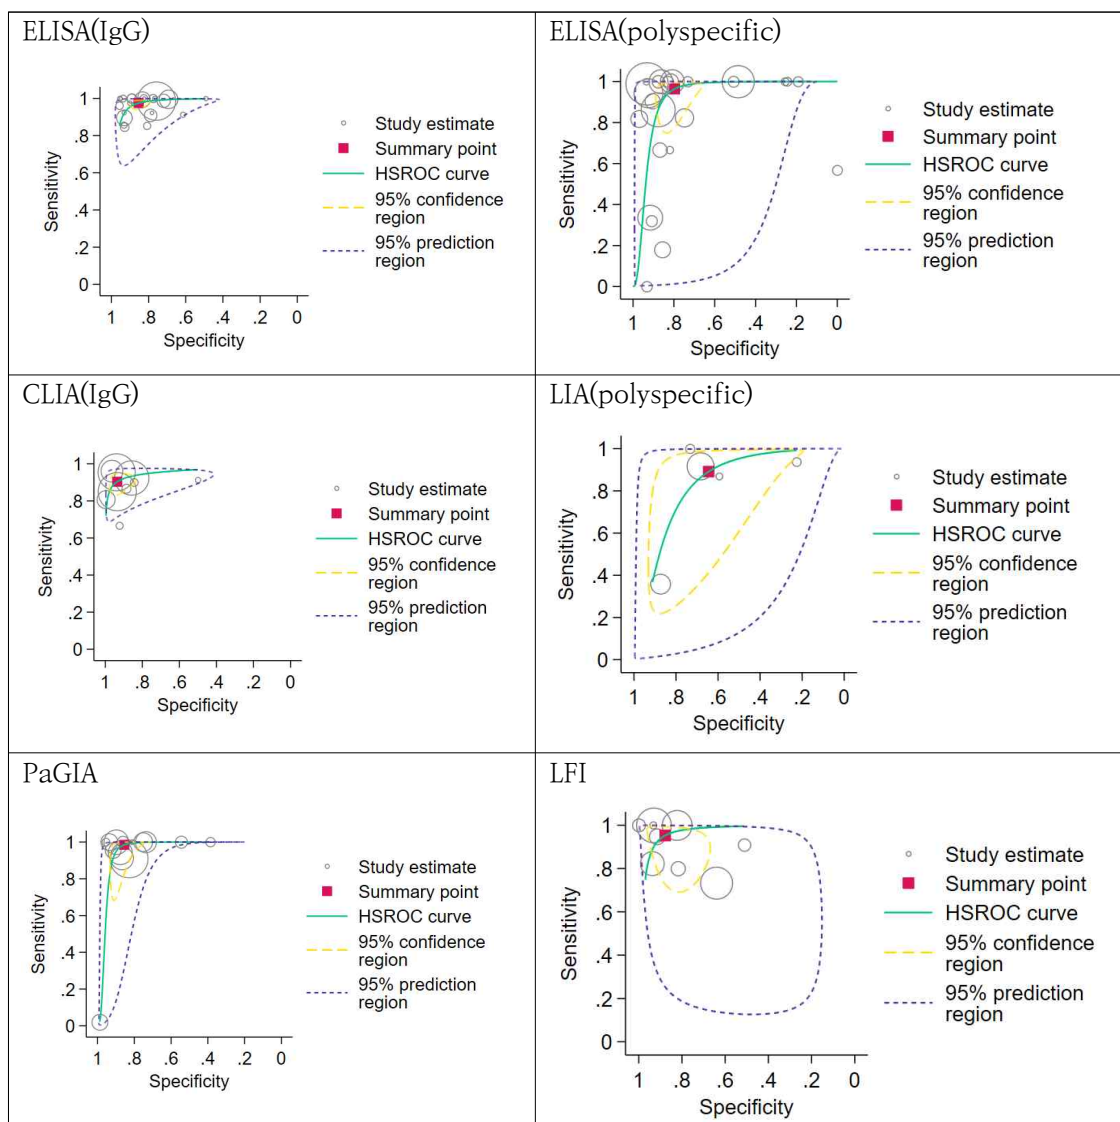 ELISA(IgG)
1
.8
.6
.4
.2
0
Sensitivity
1 .8 .6 .4 .2 0
Specificity
Study estimate
Summary point
HSROC curve
95% confidence
region
95% prediction
region
ELISA(polyspecific)
1
.8
.6
.4
.2
0
Sensitivity
1 .8 .6 .4 .2 0
Specificity
Study estimate
Summary point
HSROC curve
95% confidence
region
95% prediction
region
CLIA(IgG)
1
.8
.6
.4
.2
0
Sensitivity
1 .8 .6 .4 .2 0
Specificity
Study estimate
Summary point
HSROC curve
95% confidence
region
95% prediction
region
LIA(polyspecific)
1
.8
.6
.4
.2
0
Sensitivity
1 .8 .6 .4 .2 0
Specificity
Study estimate
Summary point
HSROC curve
95% confidence
region
95% prediction
region
PaGIA
1
.8
.6
.4
.2
0
Sensitivity
1 .8 .6 .4 .2 0
Specificity
Study estimate
Summary point
HSROC curve
95% confidence
region
95% prediction
region
LFI
1
.8
.6
.4
.2
0
Sensitivity
1 .8 .6 .4 .2 0
Specificity
Study estimate
Summary point
HSROC curve
95% confidence
region
95% prediction
region